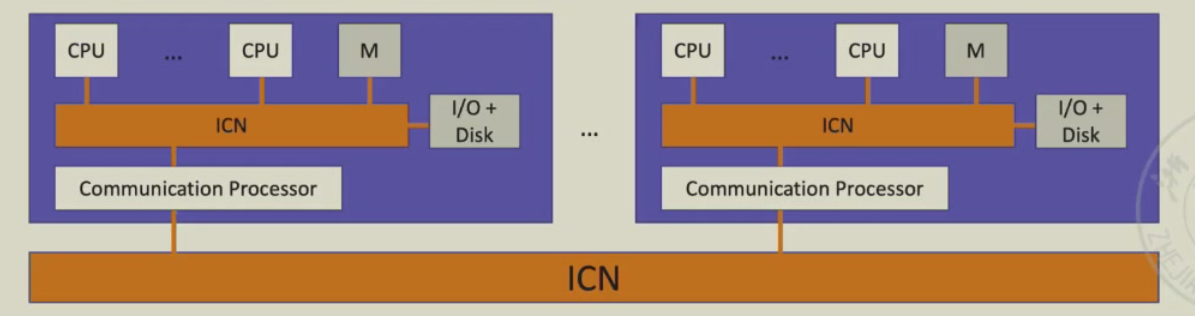 CPU ... CPU M
ICN
I/O +
Disk
Communication Processor
...
CPU ... CPU M
ICN
I/O +
Disk
Communication Processor
ICN